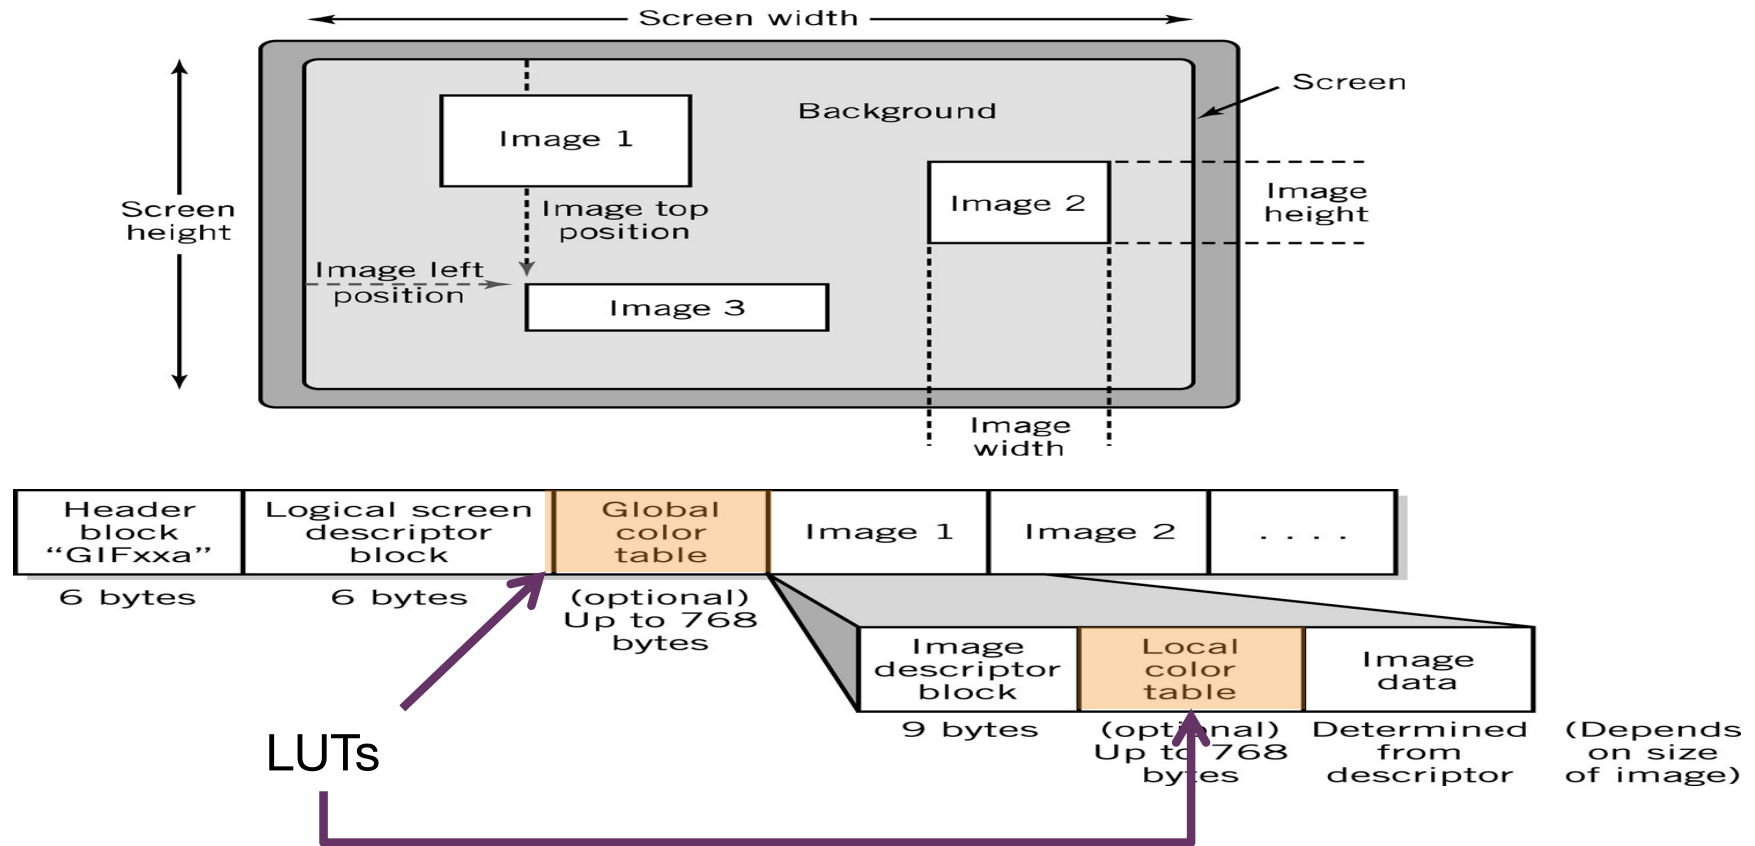 Screen width
Screen
Background
Image 1
Image 2
Image
height
Screen
height
Image top
position
Image left
position
Image 3
Image
width
Header
block
“GIFxxa”
Logical screen
descriptor
block
Global
color
table
Image 1
Image 2
. . . .
6 bytes
6 bytes
(optional)
Up to 768
bytes
Image
descriptor
block
Local
color
table
Image
data
9 bytes
(optional)
Up to 768
bytes
Determined
from
descriptor
(Depends
on size
of image)
LUTs